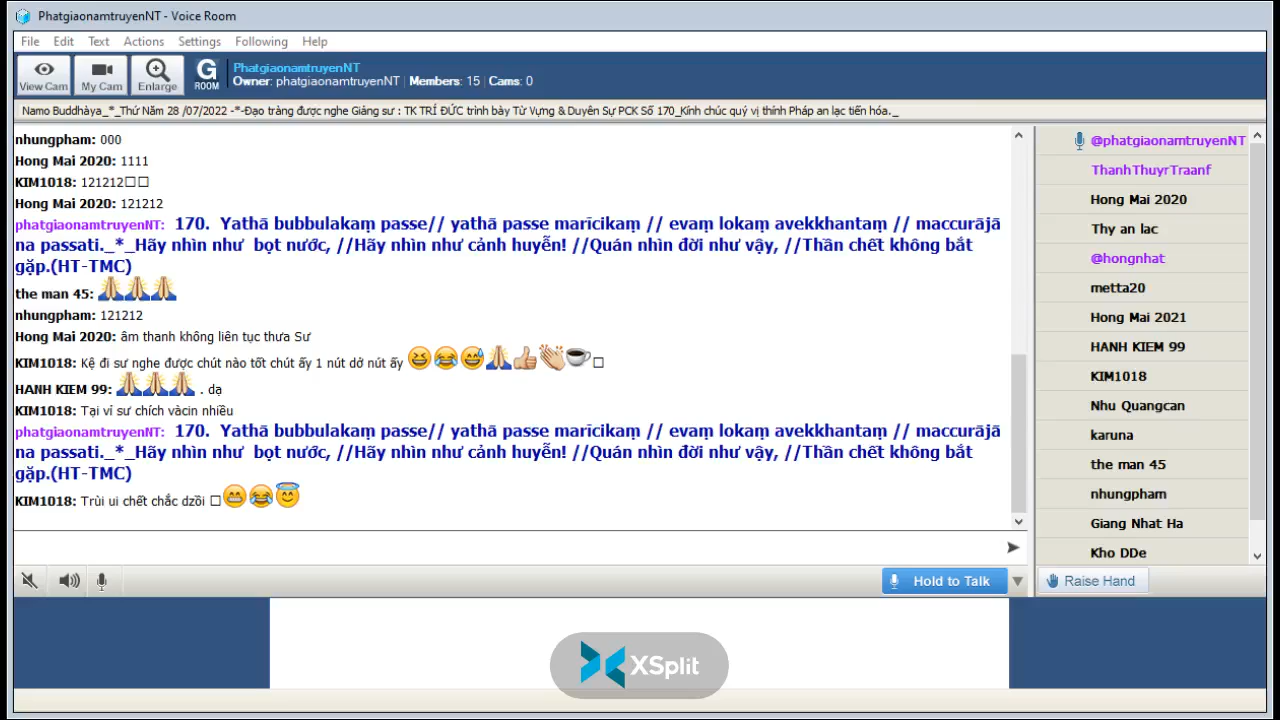 PhatgiaonamtruyenNT - Voice Room
File Edit Text Actions Settings Following Help
View Cam My Cam Enlarge G ROOM
PhatgiaonamtruyenNT
Owner: phatgiaonamtruyenNT | Members: 15 | Cams: 0
Namo Buddhàya_*_Thứ Năm 28 /07/2022 -*-Đạo tràng được nghe Giảng sư : TK TRÍ ĐỨC trình bày Từ Vựng & Duyên Sự PCK Số 170_Kính chúc quý vị thính Pháp an lạc tiến hóa._
nhungpham: 000
Hong Mai 2020: 1111
KIM1018: 121212
Hong Mai 2020: 121212
phatgiaonamtruyenNT: 170. Yathā bubbulakaṃ passe// yathā passe marīcikaṃ // evaṃ lokaṃ avekkhantaṃ // maccurājā
na passati._*_Hãy nhìn như bọt nước, //Hãy nhìn như cảnh huyễn! //Quán nhìn đời như vậy, //Thần chết không bắt
gặp.(HT-TMC)
the man 45: 🙏🙏🙏
nhungpham: 121212
Hong Mai 2020: âm thanh không liên tục thưa Sư
KIM1018: Kệ đi sư nghe được chút nào tốt chút ấy 1 nút dở nút ấy 😆😂😅🙏👍👏☕
HANH KIEM 99: 🙏🙏🙏 . dạ
KIM1018: Tại vỉ sư chích vàcin nhiều
phatgiaonamtruyenNT: 170. Yathā bubbulakaṃ passe// yathā passe marīcikaṃ // evaṃ lokaṃ avekkhantaṃ // maccurājā
na passati._*_Hãy nhìn như bọt nước, //Hãy nhìn như cảnh huyễn! //Quán nhìn đời như vậy, //Thần chết không bắt
gặp.(HT-TMC)
KIM1018: Trùi ui chết chắc dzồi 😁😂😇
@phatgiaonamtruyenNT
ThanhThuyrTraanf
Hong Mai 2020
Thy an lac
@hongnhat
metta20
Hong Mai 2021
HANH KIEM 99
KIM1018
Nhu Quangcan
karuna
the man 45
nhungpham
Giang Nhat Ha
Kho DDe
Hold to Talk
Raise Hand
XSplit